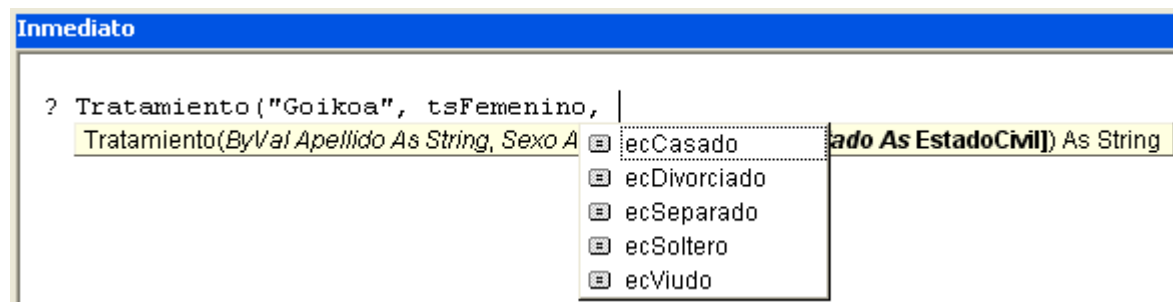 Inmediato
? Tratamiento("Goikoa", tsFemenino,
Tratamiento(ByVal Apellido As String, Sexo A ado As EstadoCivil]) As String
ecCasado
ecDivorciado
ecSeparado
ecSoltero
ecViudo